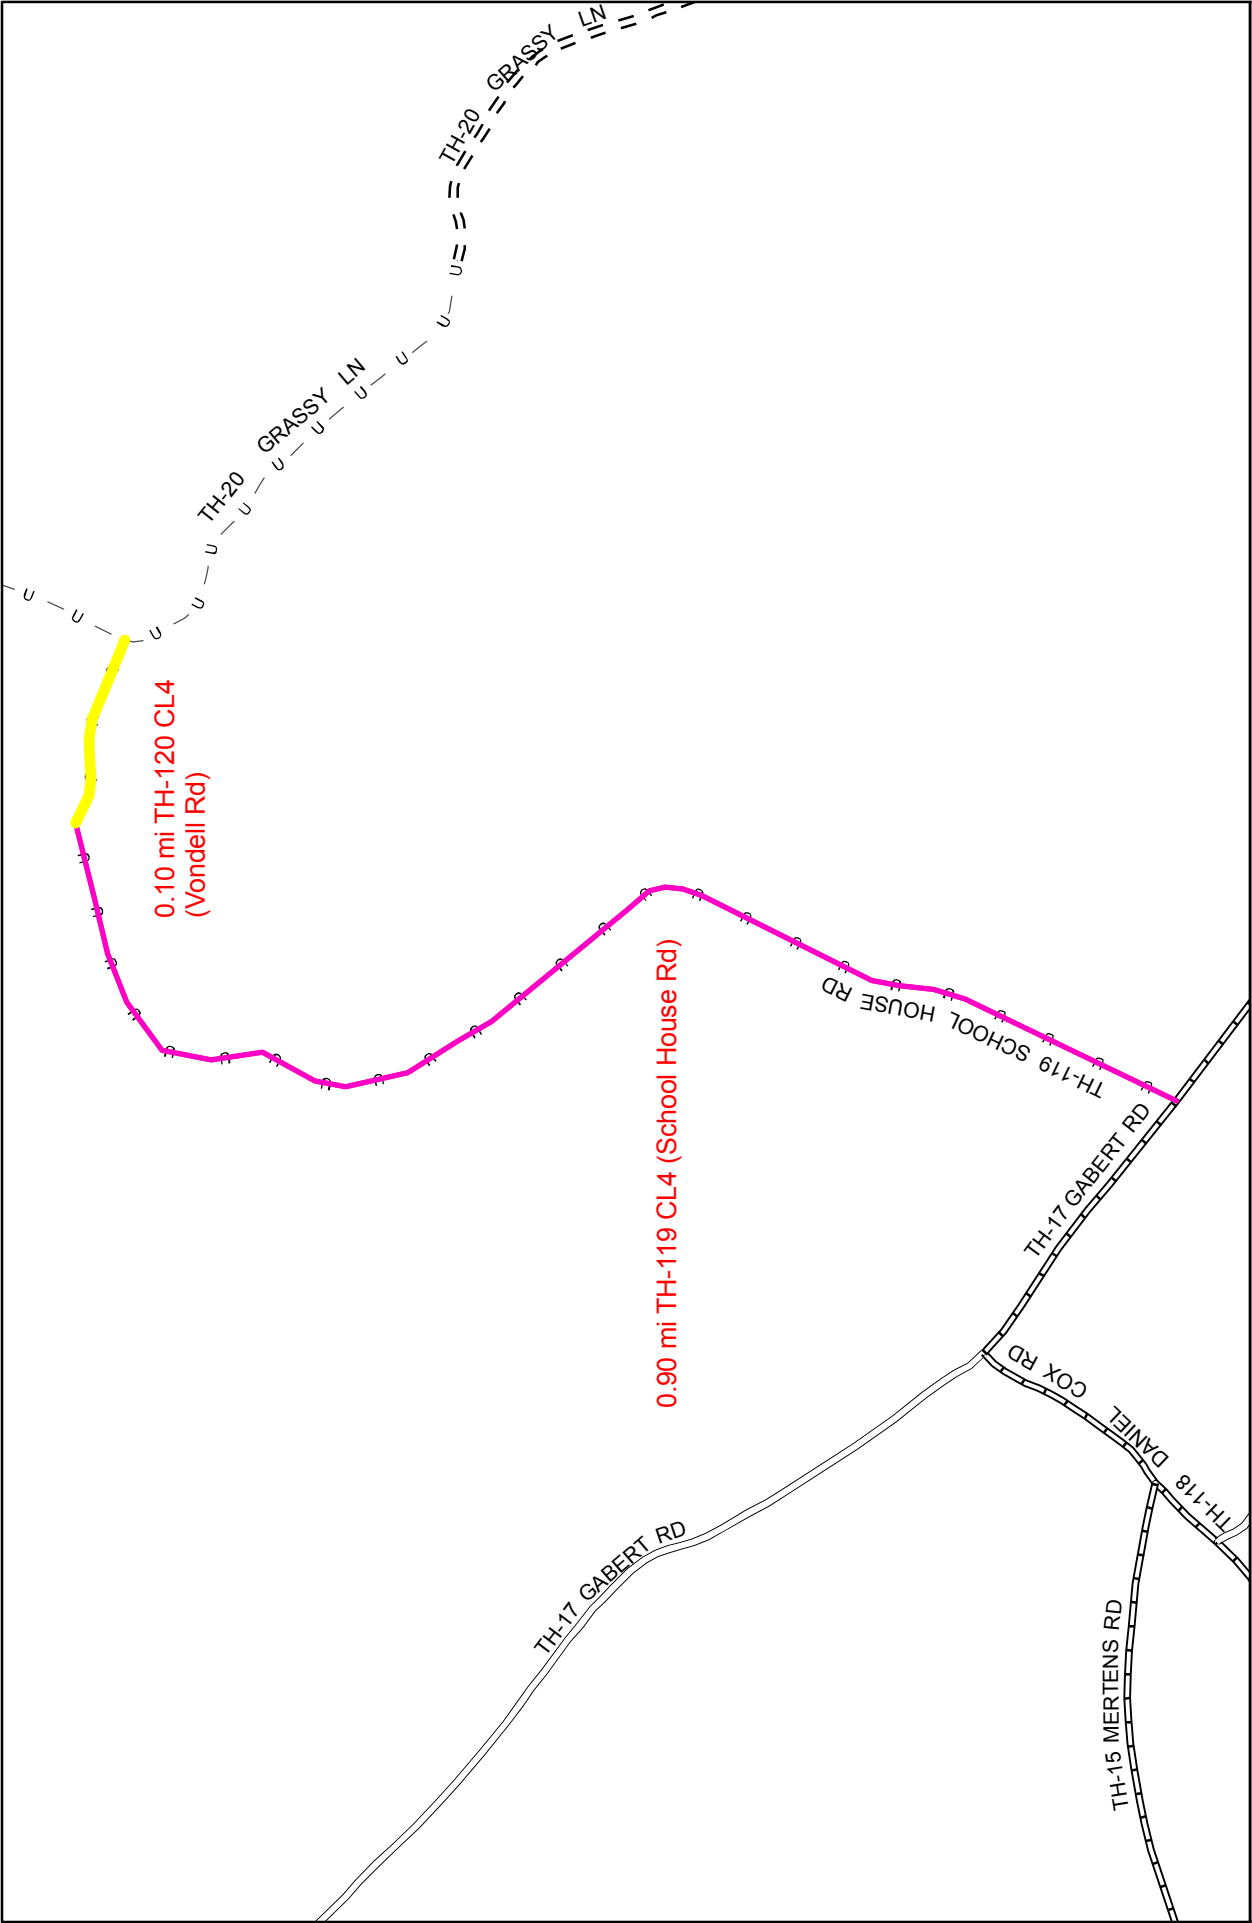 TH-20 GRASSY LN
TH-20 GRASSY LN
0.10 mi TH-120 CL4
(Vondell Rd)
0.90 mi TH-119 CL4 (School House Rd)
TH-119 SCHOOL HOUSE RD
TH-17 GABERT RD
TH-118 DANIEL COX RD
TH-17 GABERT RD
TH-15 MERTENS RD